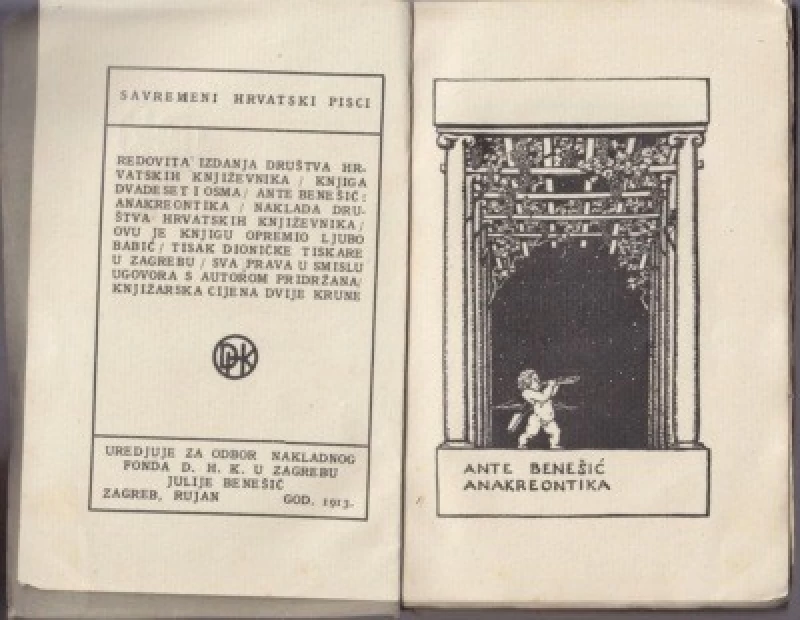 SAVREMENI HRVATSKI PISCI
REDOVITA IZDANJA DRUŠTVA HR-
VATSKIH KNJIŽEVNIKA / KNJIGA
DVADESET I OSMA / ANTE BENEŠIĆ:
ANAKREONTIKA / NAKLADA DRU-
ŠTVA HRVATSKIH KNJIŽEVNIKA /
OVU JE KNJIGU OPREMIO LJUBO
BABIĆ / TISAK DIONIČKE TISKARE
U ZAGREBU / SVA PRAVA U SMISLU
UGOVORA S AUTOROM PRIDRŽANA /
KNJIŽARSKA CIJENA DVIJE KRUNE
DHK
UREDJUJE ZA ODBOR NAKLADNOG
FONDA D. H. K. U ZAGREBU
JULIJE BENEŠIĆ
ZAGREB, RUJAN GOD. 1913.
ANTE BENEŠIĆ
ANAKREONTIKA